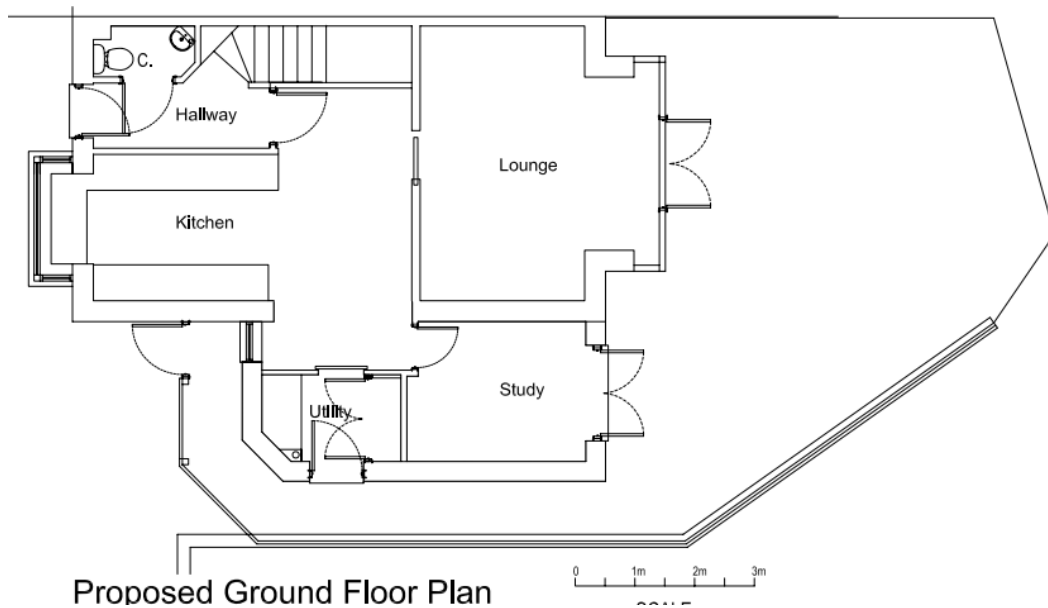 C.
Hallway
Lounge
Kitchen
Study
Utility
Proposed Ground Floor Plan
0 1m 2m 3m